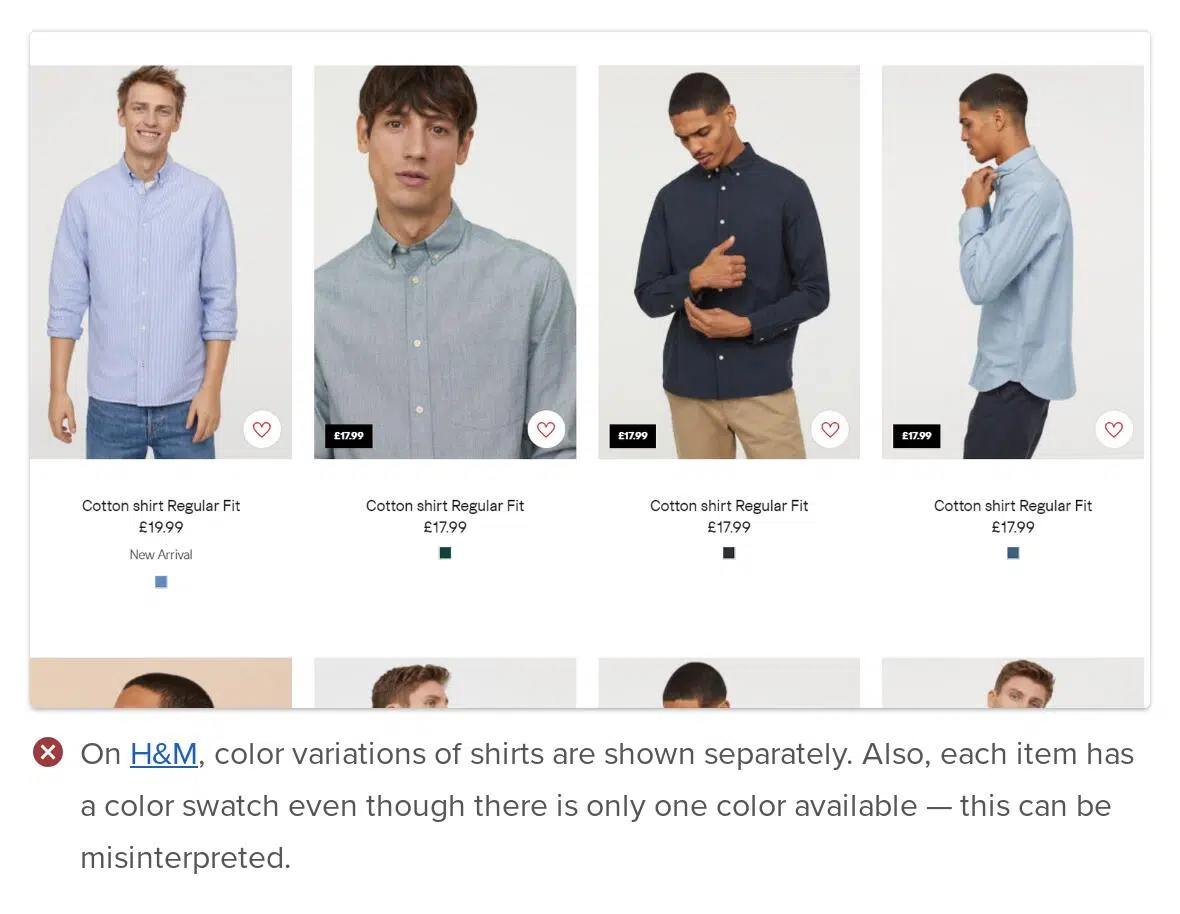 £17.99
£17.99
£17.99
Cotton shirt Regular Fit
£19.99
New Arrival
Cotton shirt Regular Fit
£17.99
Cotton shirt Regular Fit
£17.99
Cotton shirt Regular Fit
£17.99
On H&M, color variations of shirts are shown separately. Also, each item has
a color swatch even though there is only one color available — this can be
misinterpreted.